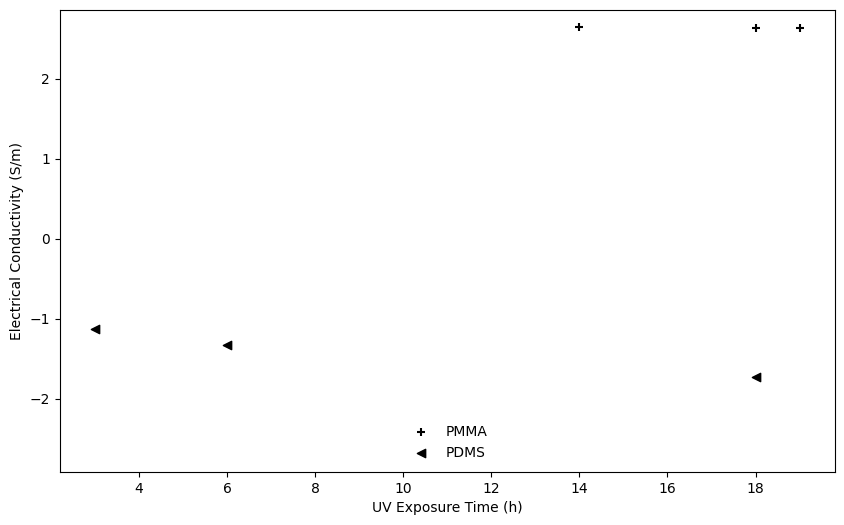 2
1
0
−1
−2
Electrical Conductivity (S/m)
PMMA
PDMS
4 6 8 10 12 14 16 18
UV Exposure Time (h)